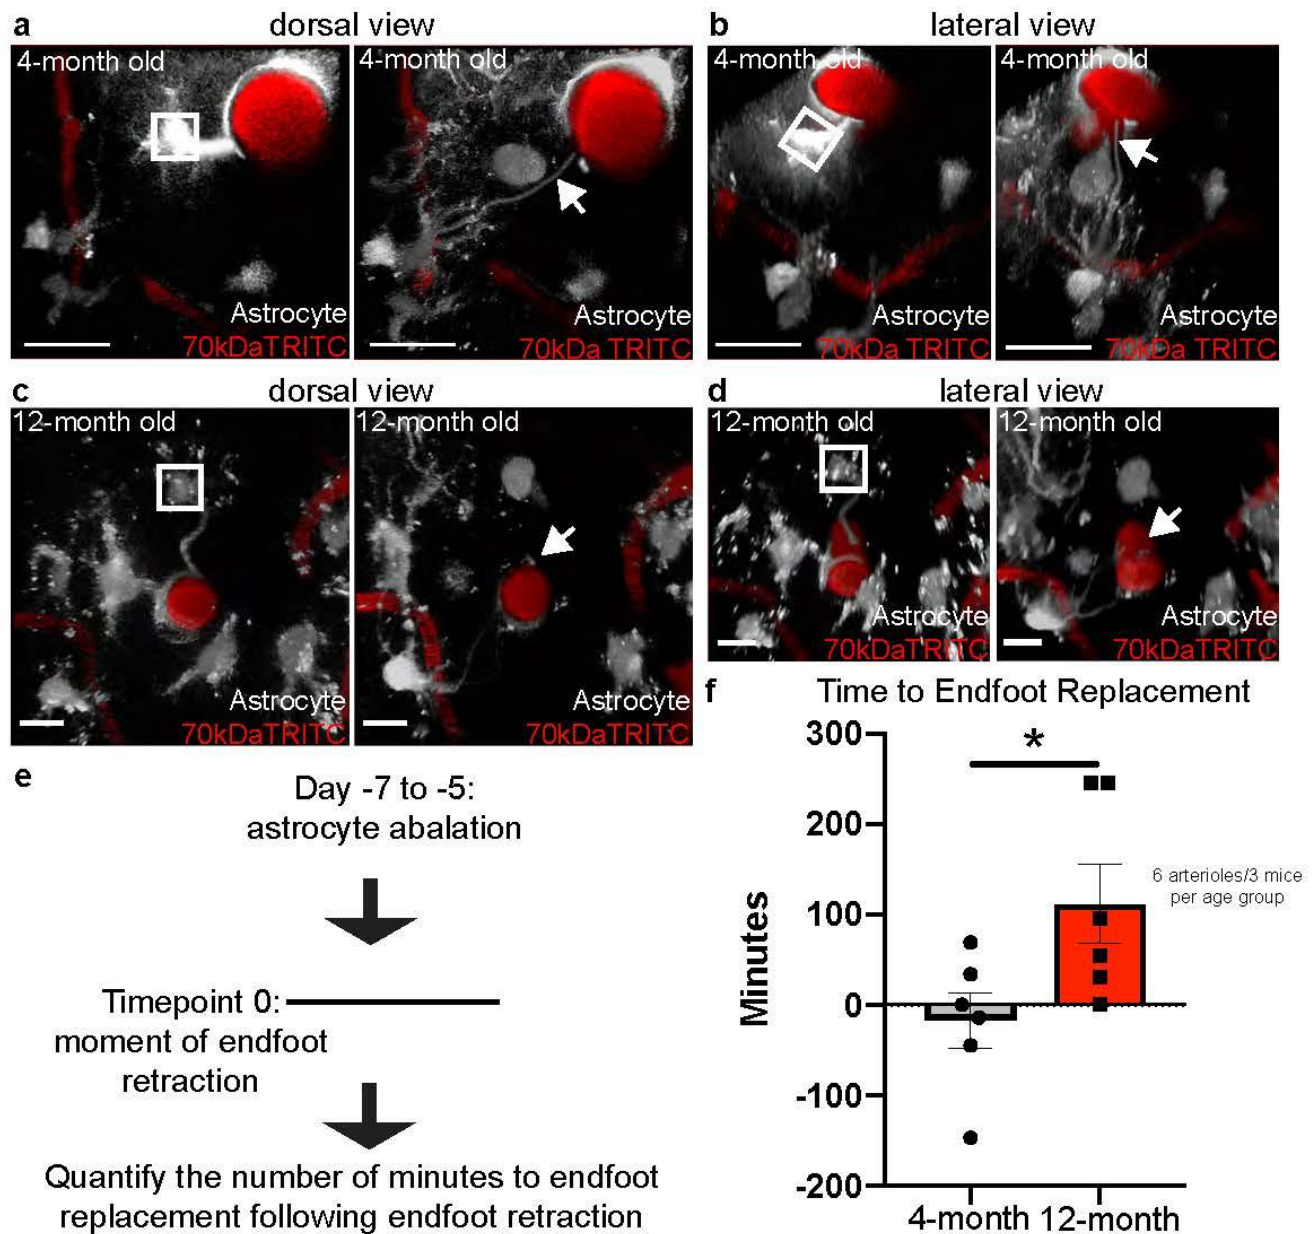 a
dorsal view
4-month old
4-month old
Astrocyte
70kDaTRITC
Astrocyte
70kDa TRITC
b
lateral view
4-month old
4-month old
Astrocyte
70kDa TRITC
Astrocyte
70kDa TRITC
c
dorsal view
12-month old
12-month old
Astrocyte
70kDaTRITC
Astrocyte
70kDaTRITC
d
lateral view
12-month old
12-month old
Astrocyte
70kDaTRITC
Astrocyte
70kDaTRITC
e
Day -7 to -5:
astrocyte abalation
Timepoint 0:
moment of endfoot
retraction
Quantify the number of minutes to endfoot
replacement following endfoot retraction
f
Time to Endfoot Replacement
300
200
100
0
-100
-200
Minutes
*
6 arterioles/3 mice
per age group
4-month 12-month